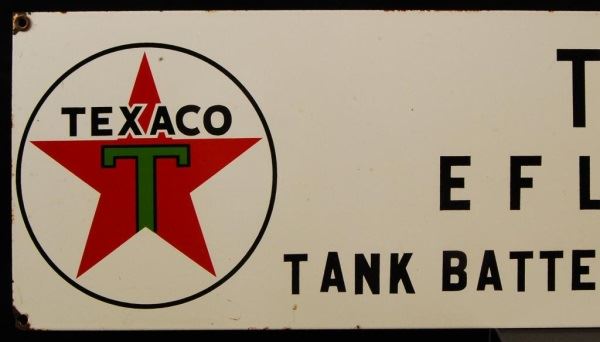 TEXACO
T
T
E F L
TANK BATTE